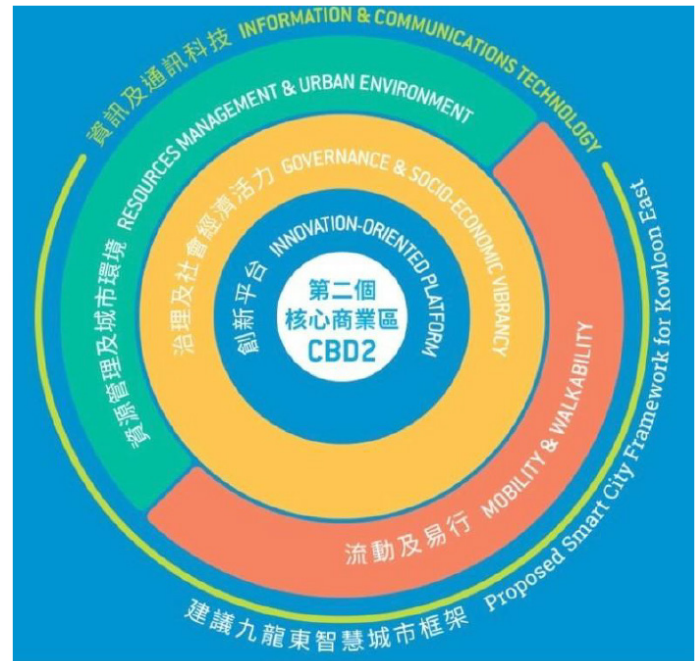 資訊及通訊科技 INFORMATION & COMMUNICATIONS TECHNOLOGY
資源管理及城市環境 RESOURCES MANAGEMENT & URBAN ENVIRONMENT
治理及社會經濟活力 GOVERNANCE & SOCIO-ECONOMIC VIBRANCY
創新平台 INNOVATION-ORIENTED PLATFORM
第二個
核心商業區
CBD2
流動及易行 MOBILITY & WALKABILITY
建議九龍東智慧城市框架 Proposed Smart City Framework for Kowloon East